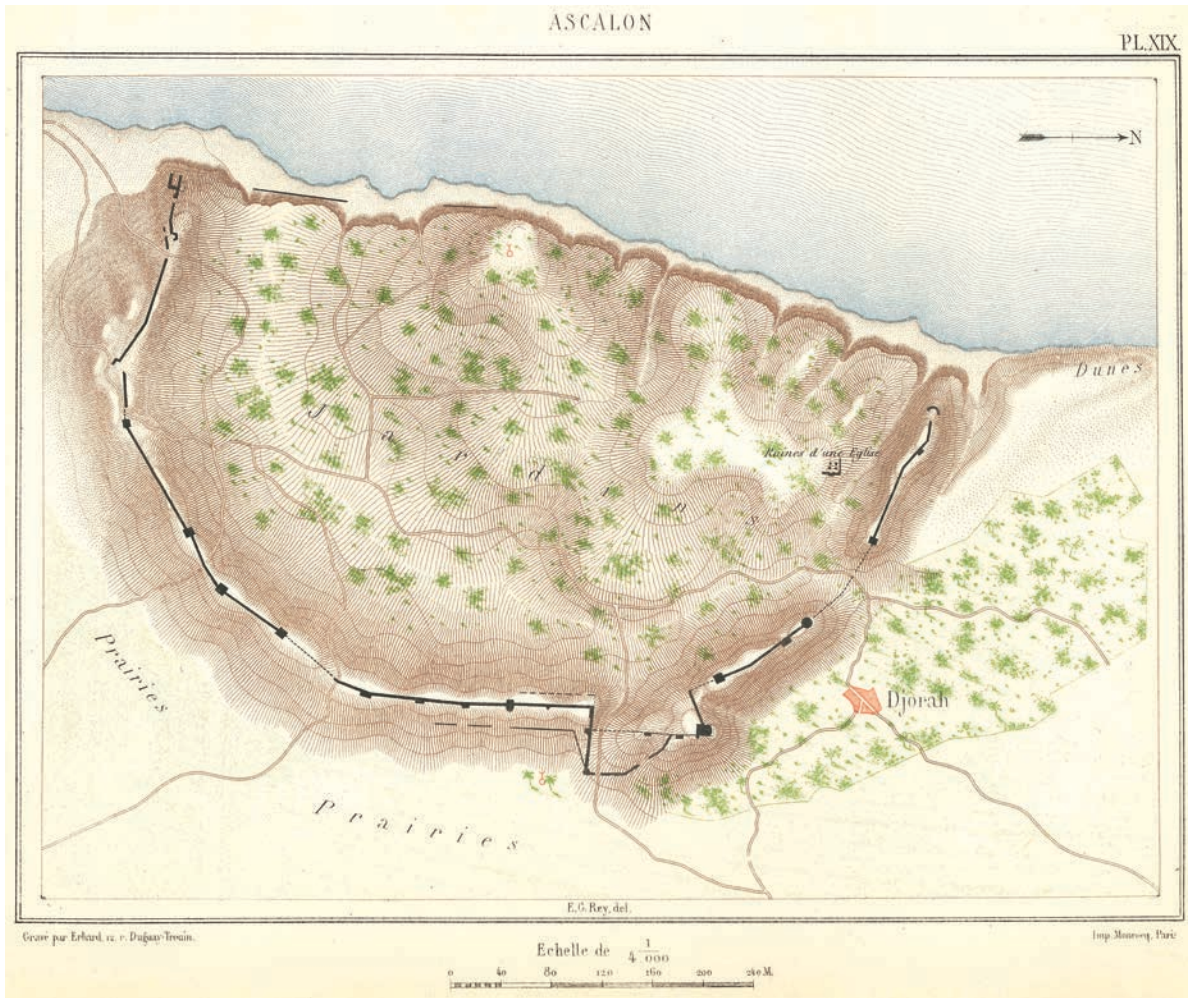 ASCALON
PL.XIX.
N
Dunes
Jardins
Ruines d'une Eglise
Prairies
Djorah
Prairies
E.G. Rey, del.
Gravé par Erhard, 12, r. Duguay-Trouin.
Imp. Monrocq, Paris
Echelle de 1/4 000
0 40 80 120 160 200 240 M.